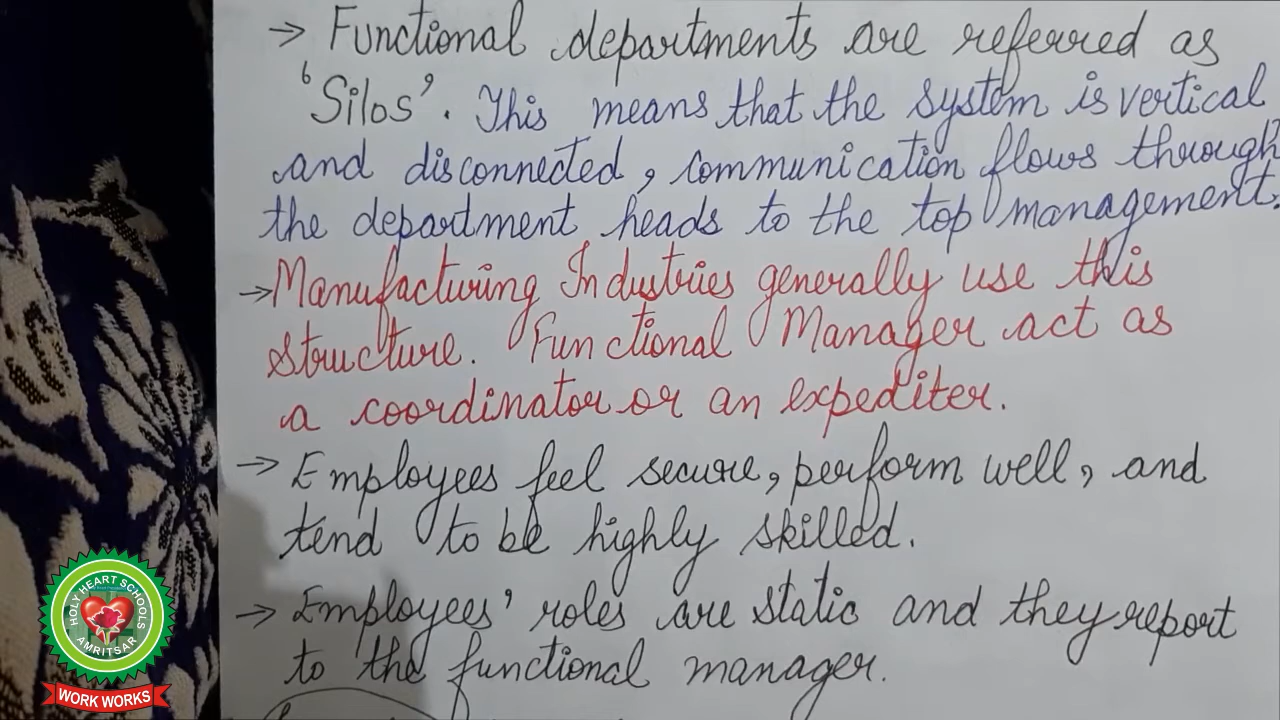 → Functional departments are referred as
'Silos'. This means that the system is vertical
and disconnected, communication flows through
the department heads to the top management.
→ Manufacturing Industries generally use this
structure. Functional Manager act as
a coordinator or an expediter.
→ Employees feel secure, perform well, and
tend to be highly skilled.
→ Employees' roles are static and they report
to the functional manager.
HOLY HEART SCHOOLS
AMRITSAR
WORK WORKS